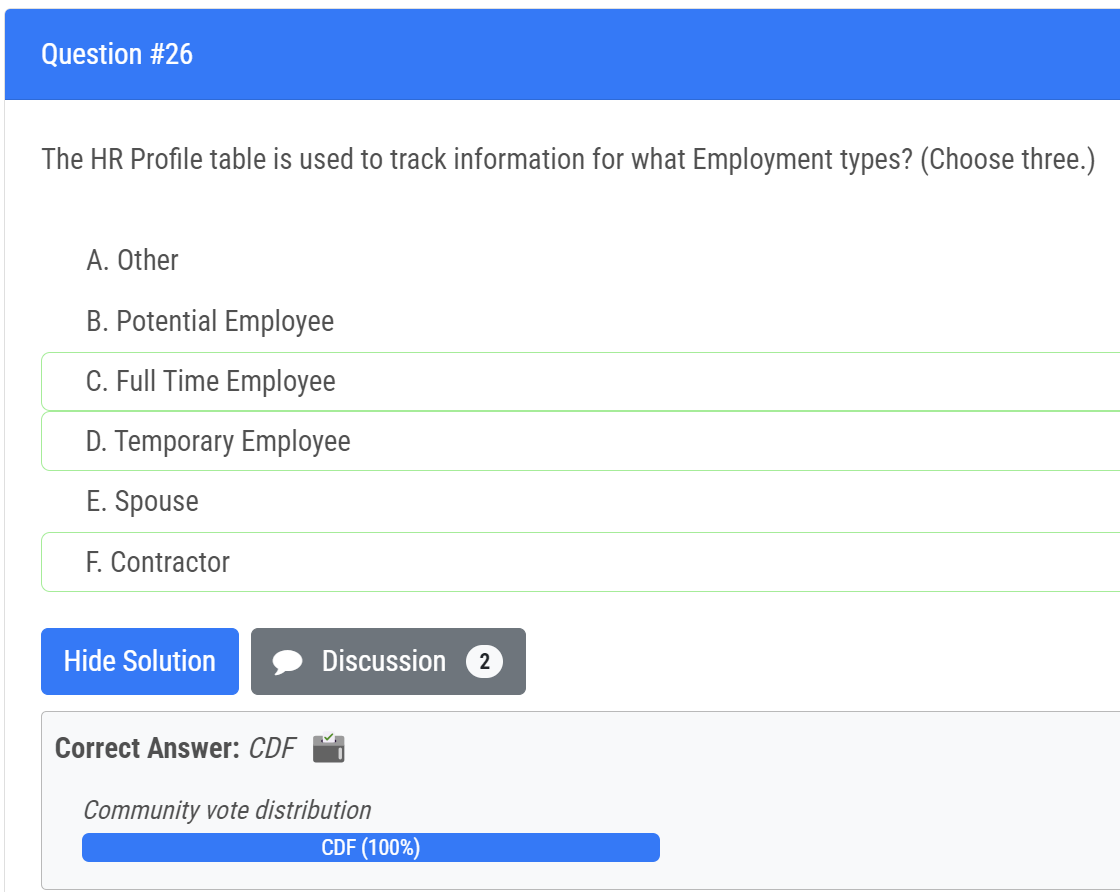 Question #26
The HR Profile table is used to track information for what Employment types? (Choose three.)
A. Other
B. Potential Employee
C. Full Time Employee
D. Temporary Employee
E. Spouse
F. Contractor
Hide Solution Discussion 2
Correct Answer: CDF
Community vote distribution
CDF (100%)